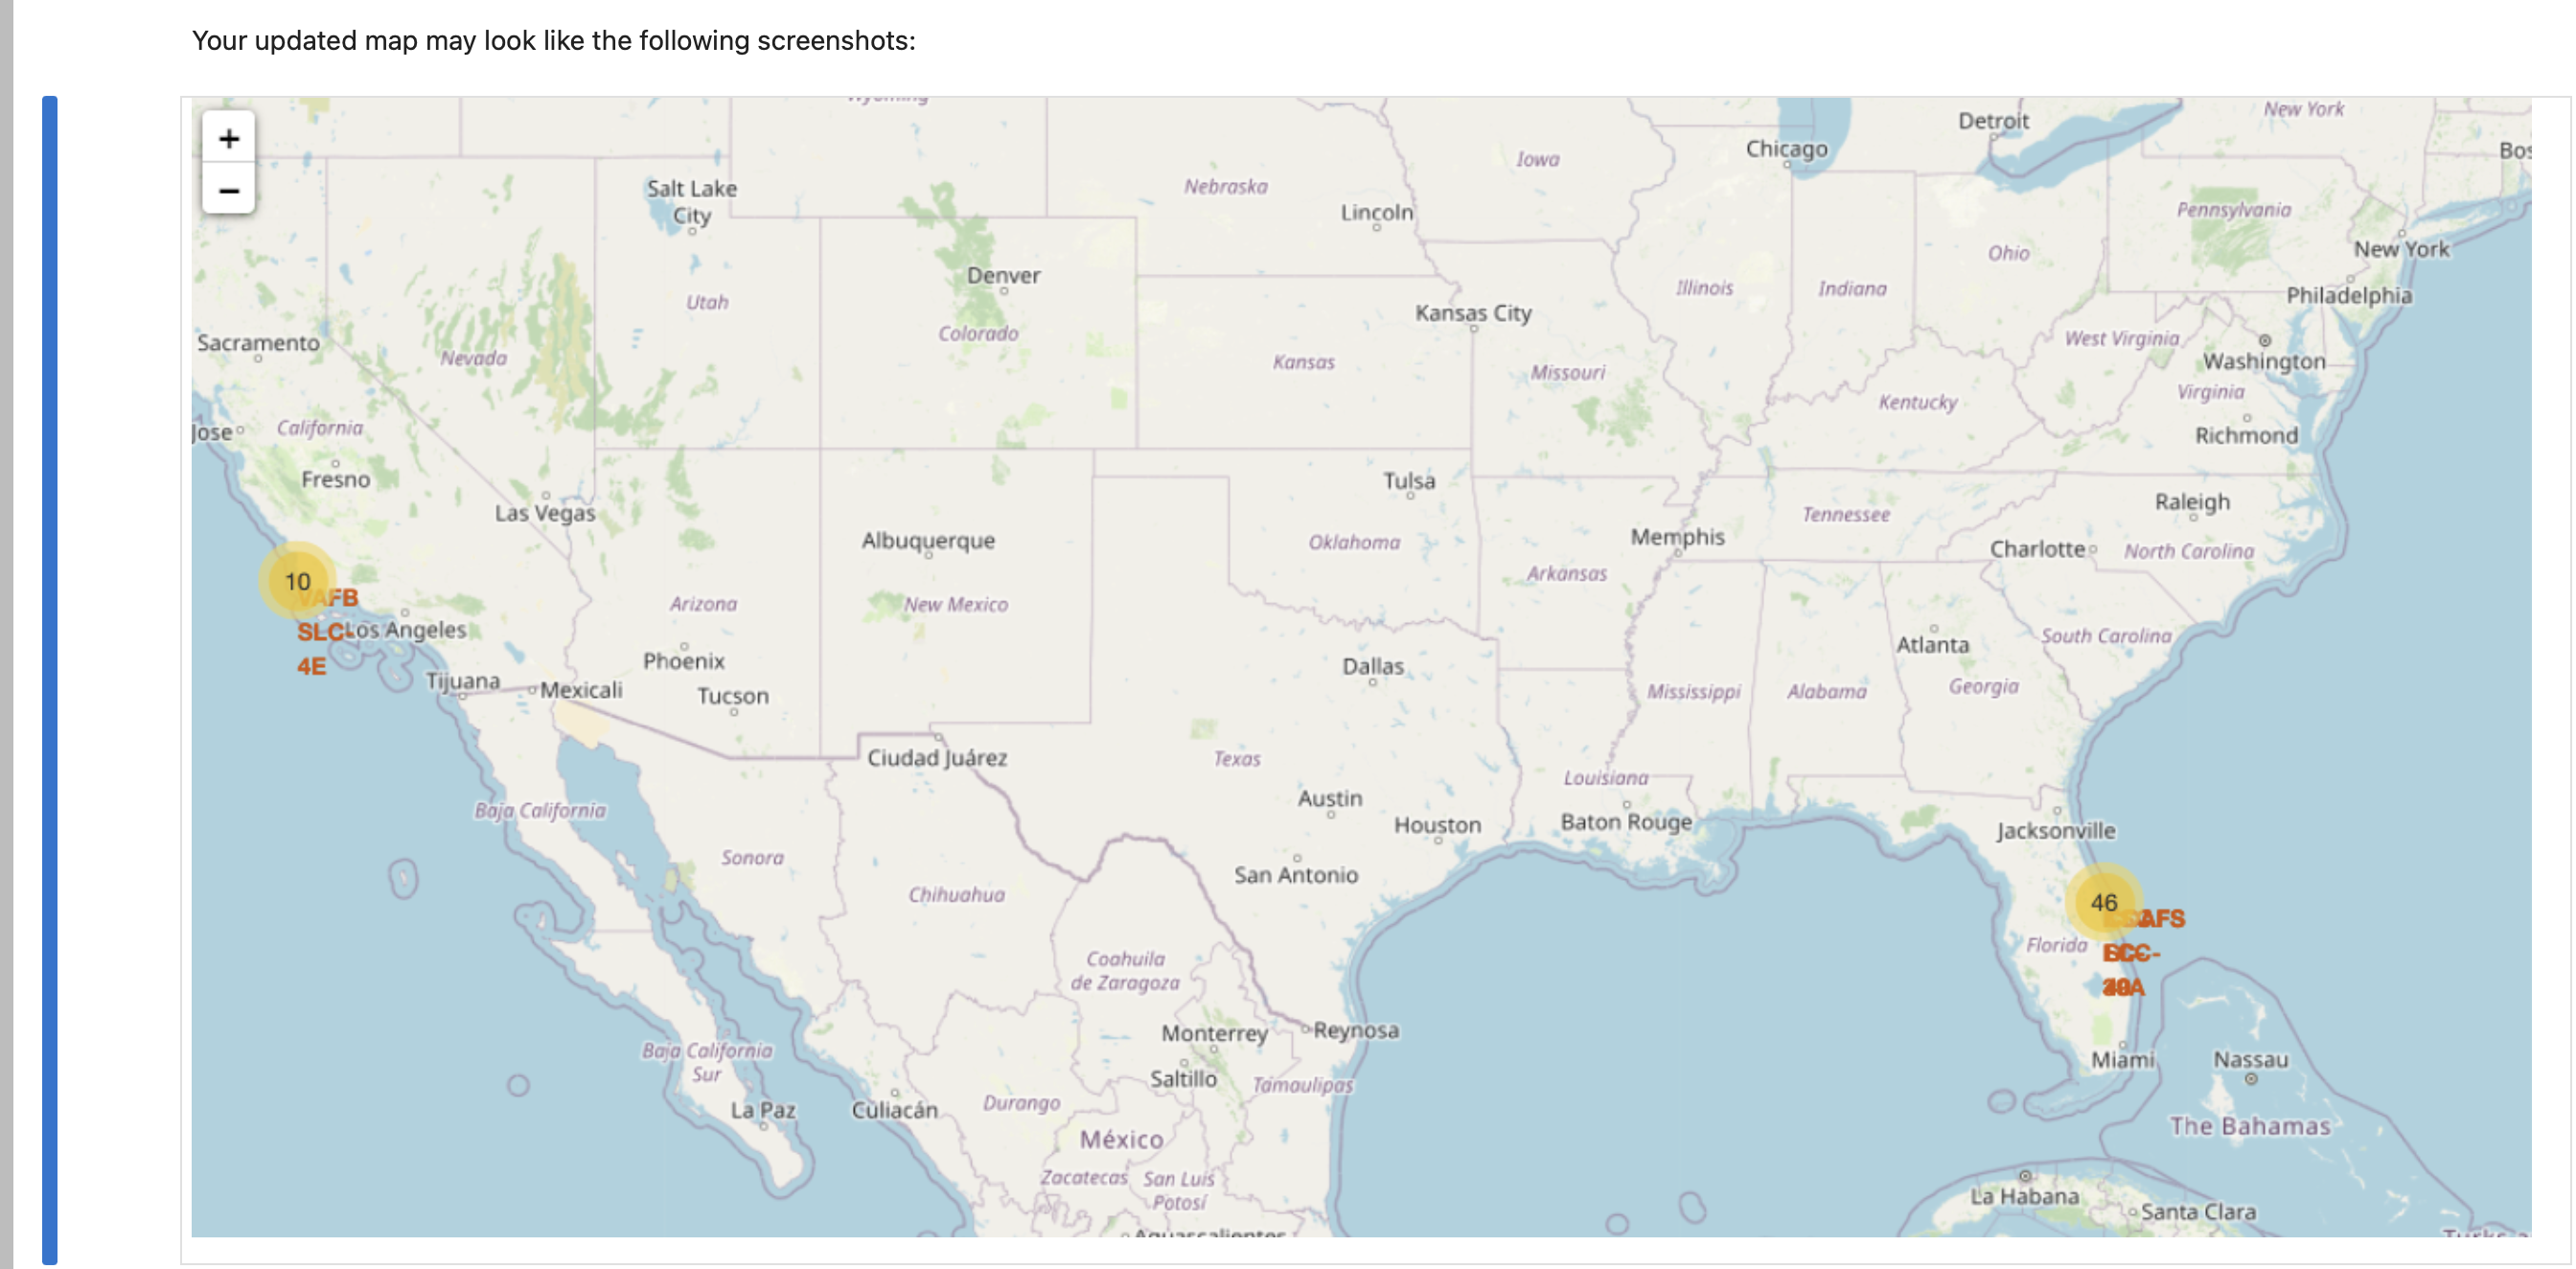 Your updated map may look like the following screenshots:
+
−
New York
Detroit
Chicago
Iowa
Nebraska
Salt Lake
City
Lincoln
Pennsylvania
New York
Ohio
Denver
Utah
Illinois
Indiana
Philadelphia
Kansas City
Colorado
Sacramento
Nevada
Kansas
Missouri
West Virginia
Washington
Virginia
Kentucky
Jose
California
Richmond
Fresno
Tulsa
Las Vegas
Raleigh
Tennessee
Albuquerque
Oklahoma
Memphis
Charlotte
North Carolina
10
VAFB
SLC-
4E
Los Angeles
Arkansas
Arizona
New Mexico
South Carolina
Atlanta
Phoenix
Dallas
Tijuana
Mexicali
Tucson
Mississippi
Alabama
Georgia
Ciudad Juárez
Texas
Louisiana
Austin
Baja California
Houston
Baton Rouge
Jacksonville
Sonora
San Antonio
Chihuahua
46
Florida
Coahuila
de Zaragoza
Monterrey
Reynosa
Baja California
Sur
Saltillo
Tamaulipas
Miami
Nassau
La Paz
Culiacán
Durango
México
The Bahamas
Zacatecas
San Luis
Potosí
La Habana
Santa Clara